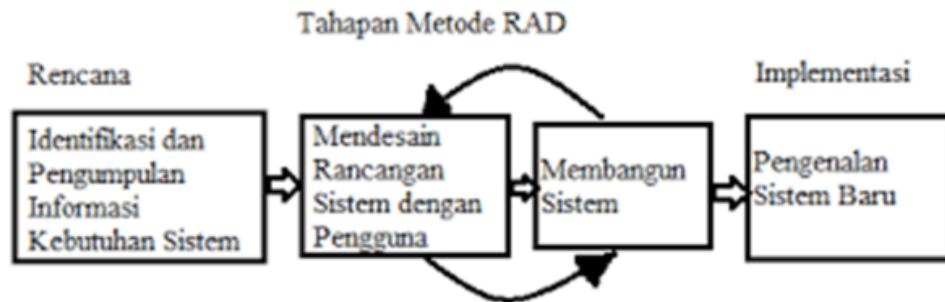 Tahapan Metode RAD
Rencana
Implementasi
Identifikasi dan
Pengumpulan
Informasi
Kebutuhan Sistem
Mendesain
Rancangan
Sistem dengan
Pengguna
Membangun
Sistem
Pengenalan
Sistem Baru